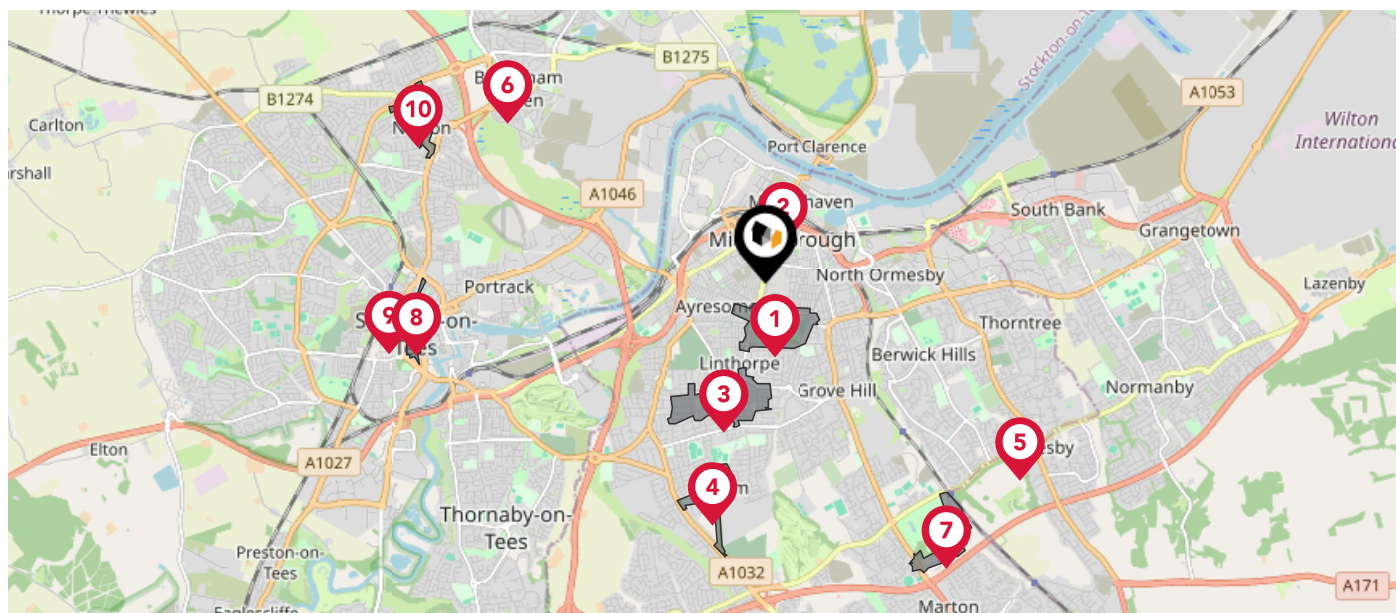 B1275
6
B1274
10
A1053
Carlton
Wilton
International
Port Clarence
A1046
2
South Bank
Grangetown
North Ormesby
Portrack
Lazenby
Ayresome
9
8
1
Thorntree
Berwick Hills
Linthorpe
Normanby
Grove Hill
3
5
Elton
A1027
4
Thornaby-on-
Tees
7
Preston-on-
Tees
A1032
A171
Marton